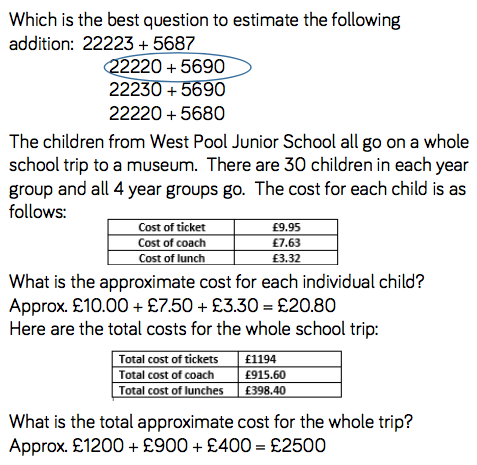 Which is the best question to estimate the following
addition: 22223 + 5687
22220 + 5690
22230 + 5690
22220 + 5680
The children from West Pool Junior School all go on a whole
school trip to a museum. There are 30 children in each year
group and all 4 year groups go. The cost for each child is as
follows:
Cost of ticket £9.95
Cost of coach £7.63
Cost of lunch £3.32
What is the approximate cost for each individual child?
Approx. £10.00 + £7.50 + £3.30 = £20.80
Here are the total costs for the whole school trip:
Total cost of tickets £1194
Total cost of coach £915.60
Total cost of lunches £398.40
What is the total approximate cost for the whole trip?
Approx. £1200 + £900 + £400 = £2500